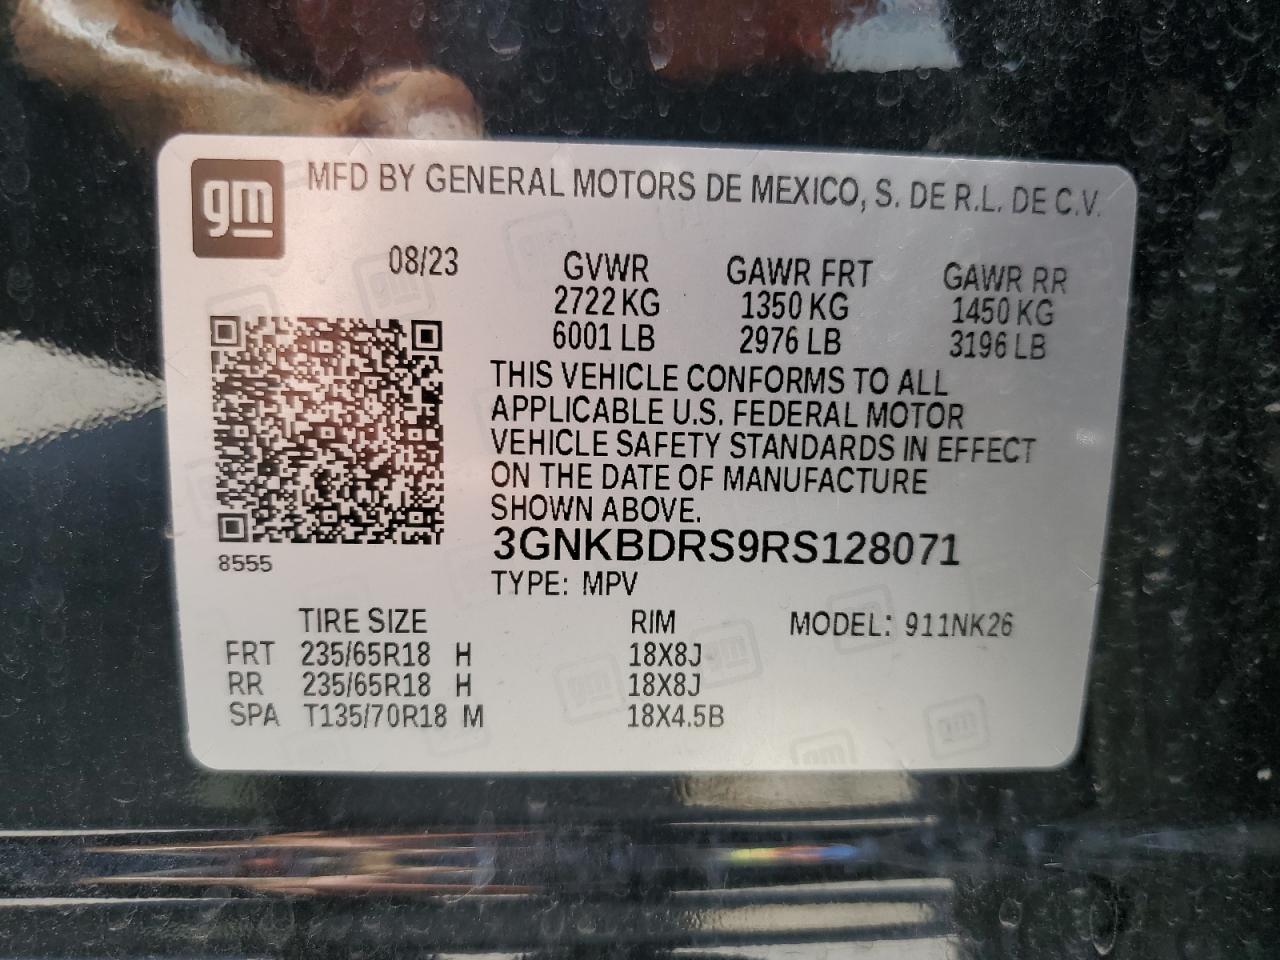 gm
MFD BY GENERAL MOTORS DE MEXICO, S. DE R.L. DE C.V.
08/23
GVWR GAWR FRT GAWR RR
2722 KG 1350 KG 1450 KG
6001 LB 2976 LB 3196 LB
THIS VEHICLE CONFORMS TO ALL
APPLICABLE U.S. FEDERAL MOTOR
VEHICLE SAFETY STANDARDS IN EFFECT
ON THE DATE OF MANUFACTURE
SHOWN ABOVE.
3GNKBDRS9RS128071
8555
TYPE: MPV
TIRE SIZE RIM MODEL: 911NK26
FRT 235/65R18 H 18X8J
RR 235/65R18 H 18X8J
SPA T135/70R18 M 18X4.5B